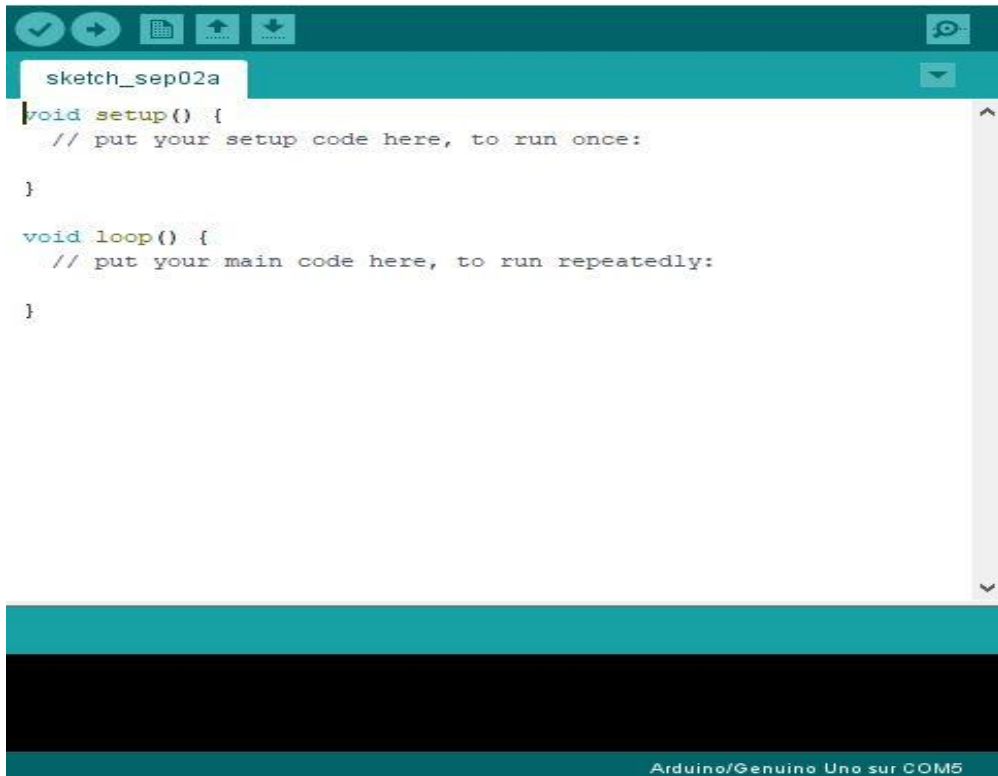 sketch_sep02a
void setup() {
  // put your setup code here, to run once:
}
void loop() {
  // put your main code here, to run repeatedly:
}
Arduino/Genuino Uno sur COM5